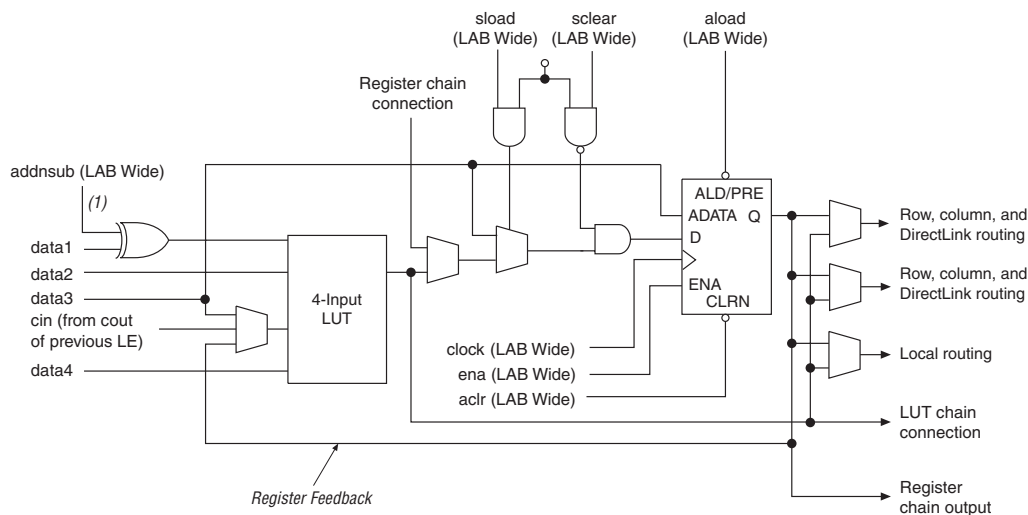 sload
(LAB Wide)
sclear
(LAB Wide)
aload
(LAB Wide)
Register chain
connection
addnsub (LAB Wide)
(1)
data1
data2
data3
cin (from cout
of previous LE)
data4
4-Input
LUT
ALD/PRE
ADATA Q
D
ENA
CLRN
clock (LAB Wide)
ena (LAB Wide)
aclr (LAB Wide)
Row, column, and
DirectLink routing
Row, column, and
DirectLink routing
Local routing
LUT chain
connection
Register
chain output
Register Feedback